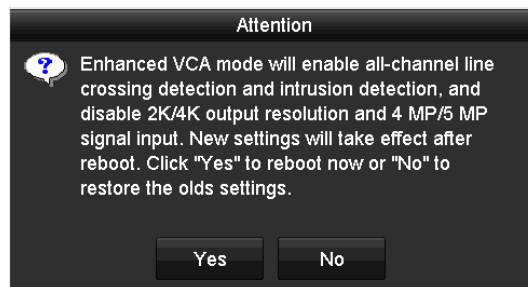 Attention
Enhanced VCA mode will enable all-channel line
crossing detection and intrusion detection, and
disable 2K/4K output resolution and 4 MP/5 MP
signal input. New settings will take effect after
reboot. Click "Yes" to reboot now or "No" to
restore the olds settings.
Yes
No